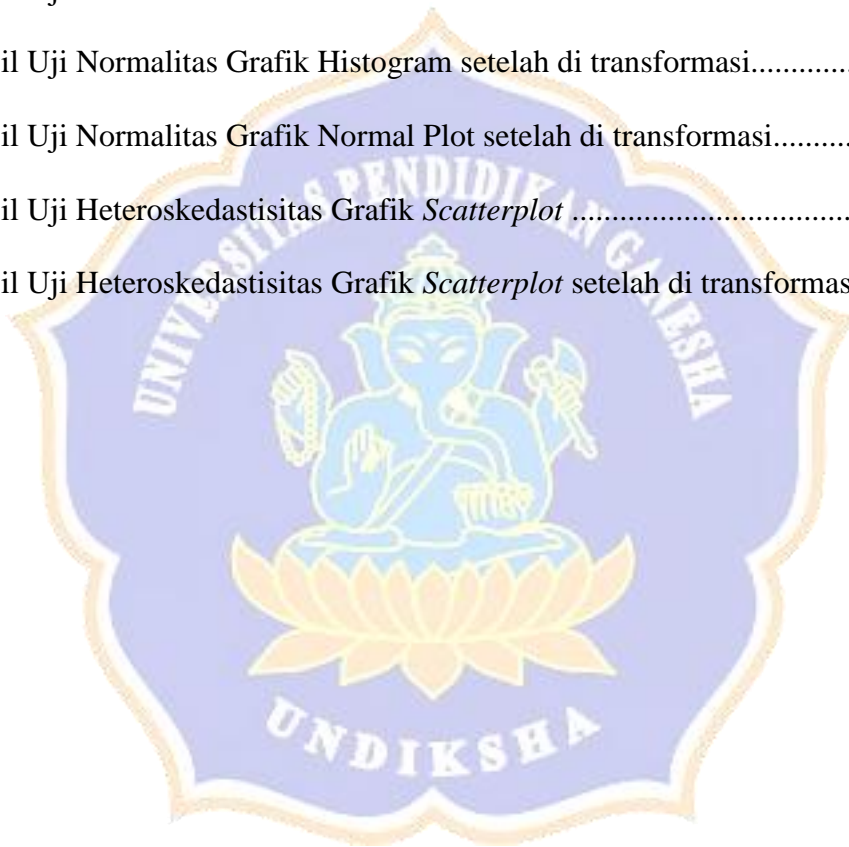 il Uji Normalitas Grafik Histogram setelah di transformasi.............
il Uji Normalitas Grafik Normal Plot setelah di transformasi..........
il Uji Heteroskedastisitas Grafik Scatterplot ...................................
il Uji Heteroskedastisitas Grafik Scatterplot setelah di transformas
UNIVERSITAS PENDIDIKAN GANESHA
UNDIKSHA